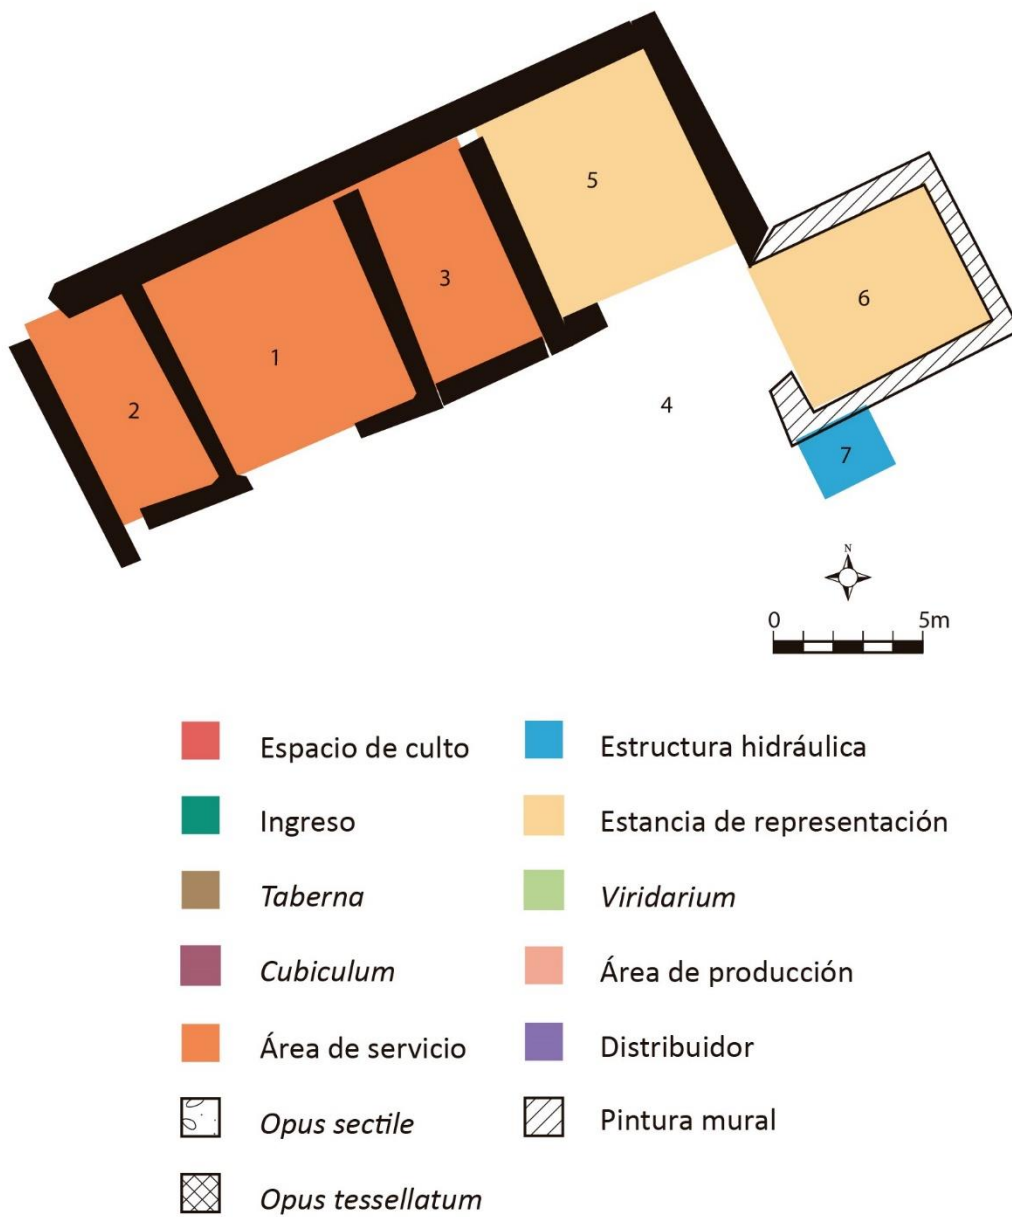 5
6
3
1
2
4
7
N
0 5m
Espacio de culto
Estructura hidráulica
Ingreso
Estancia de representación
Taberna
Viridarium
Cubiculum
Área de producción
Área de servicio
Distribuidor
Opus sectile
Pintura mural
Opus tessellatum